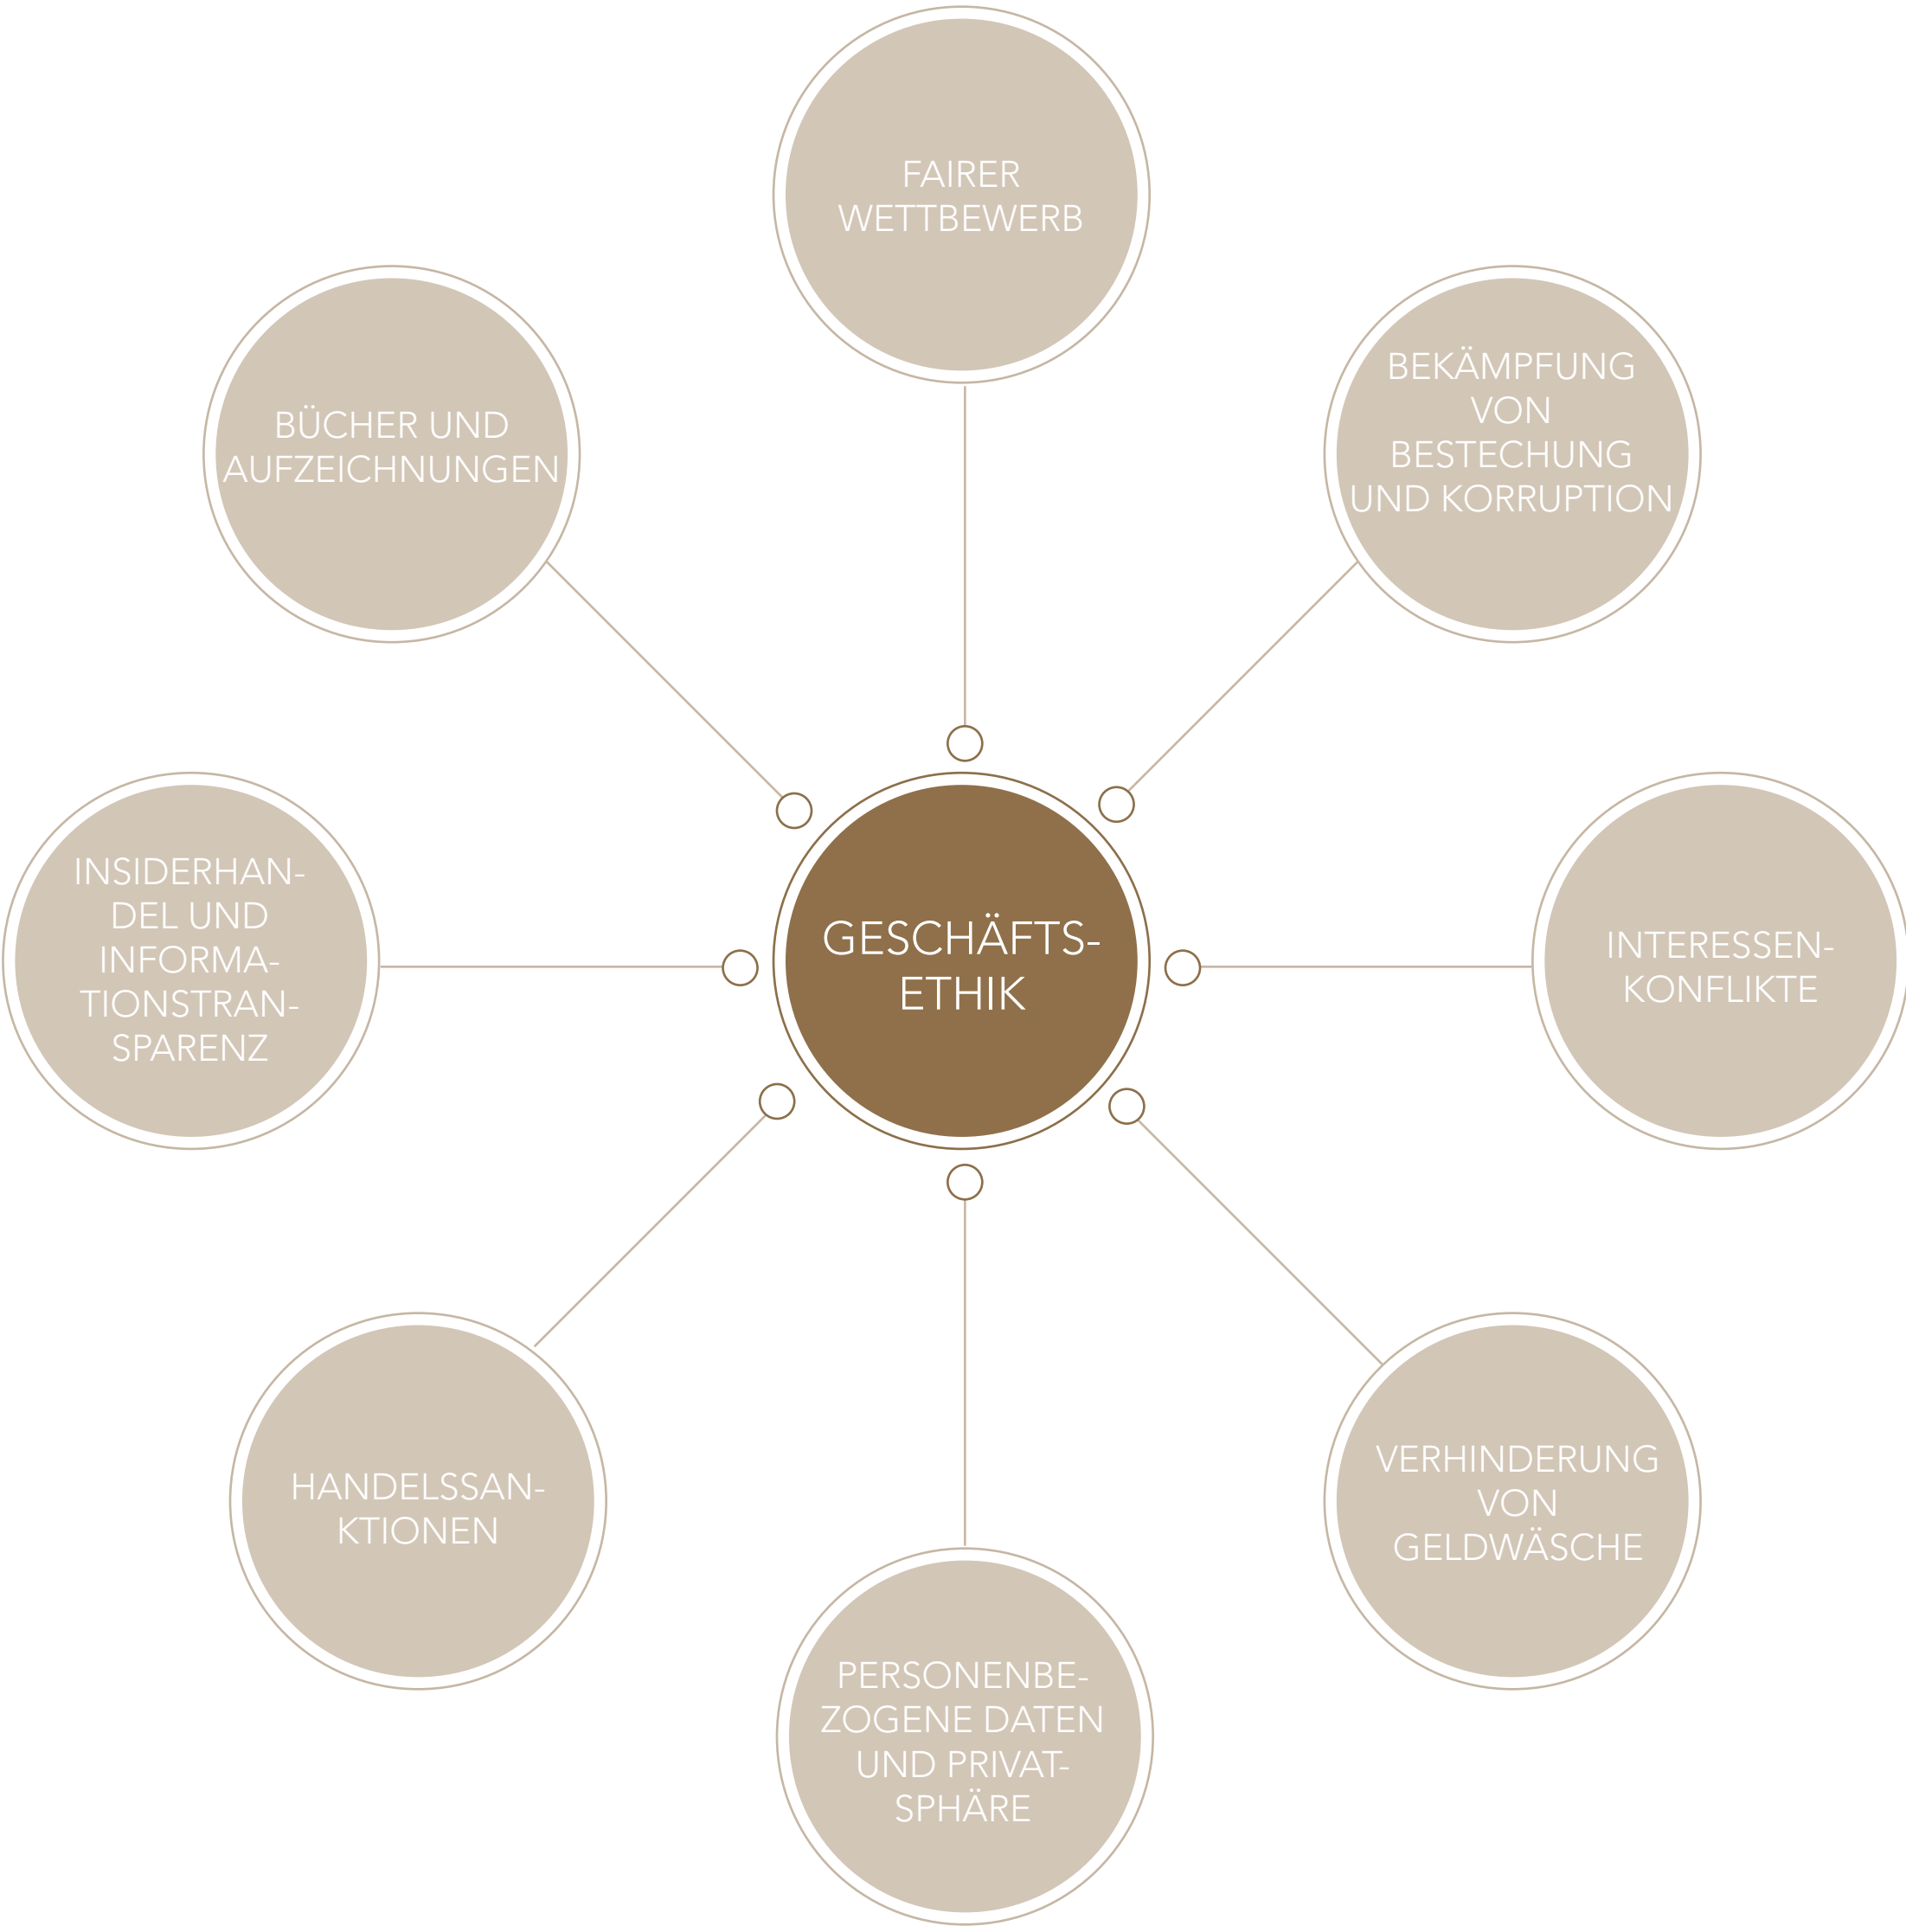 FAIRER
WETTBEWERB
BÜCHER UND
AUFZEICHNUNGEN
BEKÄMPFUNG
VON
BESTECHUNG
UND KORRUPTION
INSIDERHAN-
DEL UND
INFORMA-
TIONSTRAN-
SPARENZ
GESCHÄFTS-
ETHIK
INTERESSEN-
KONFLIKTE
HANDELSSAN-
KTIONEN
VERHINDERUNG
VON
GELDWÄSCHE
PERSONENBE-
ZOGENE DATEN
UND PRIVAT-
SPHÄRE